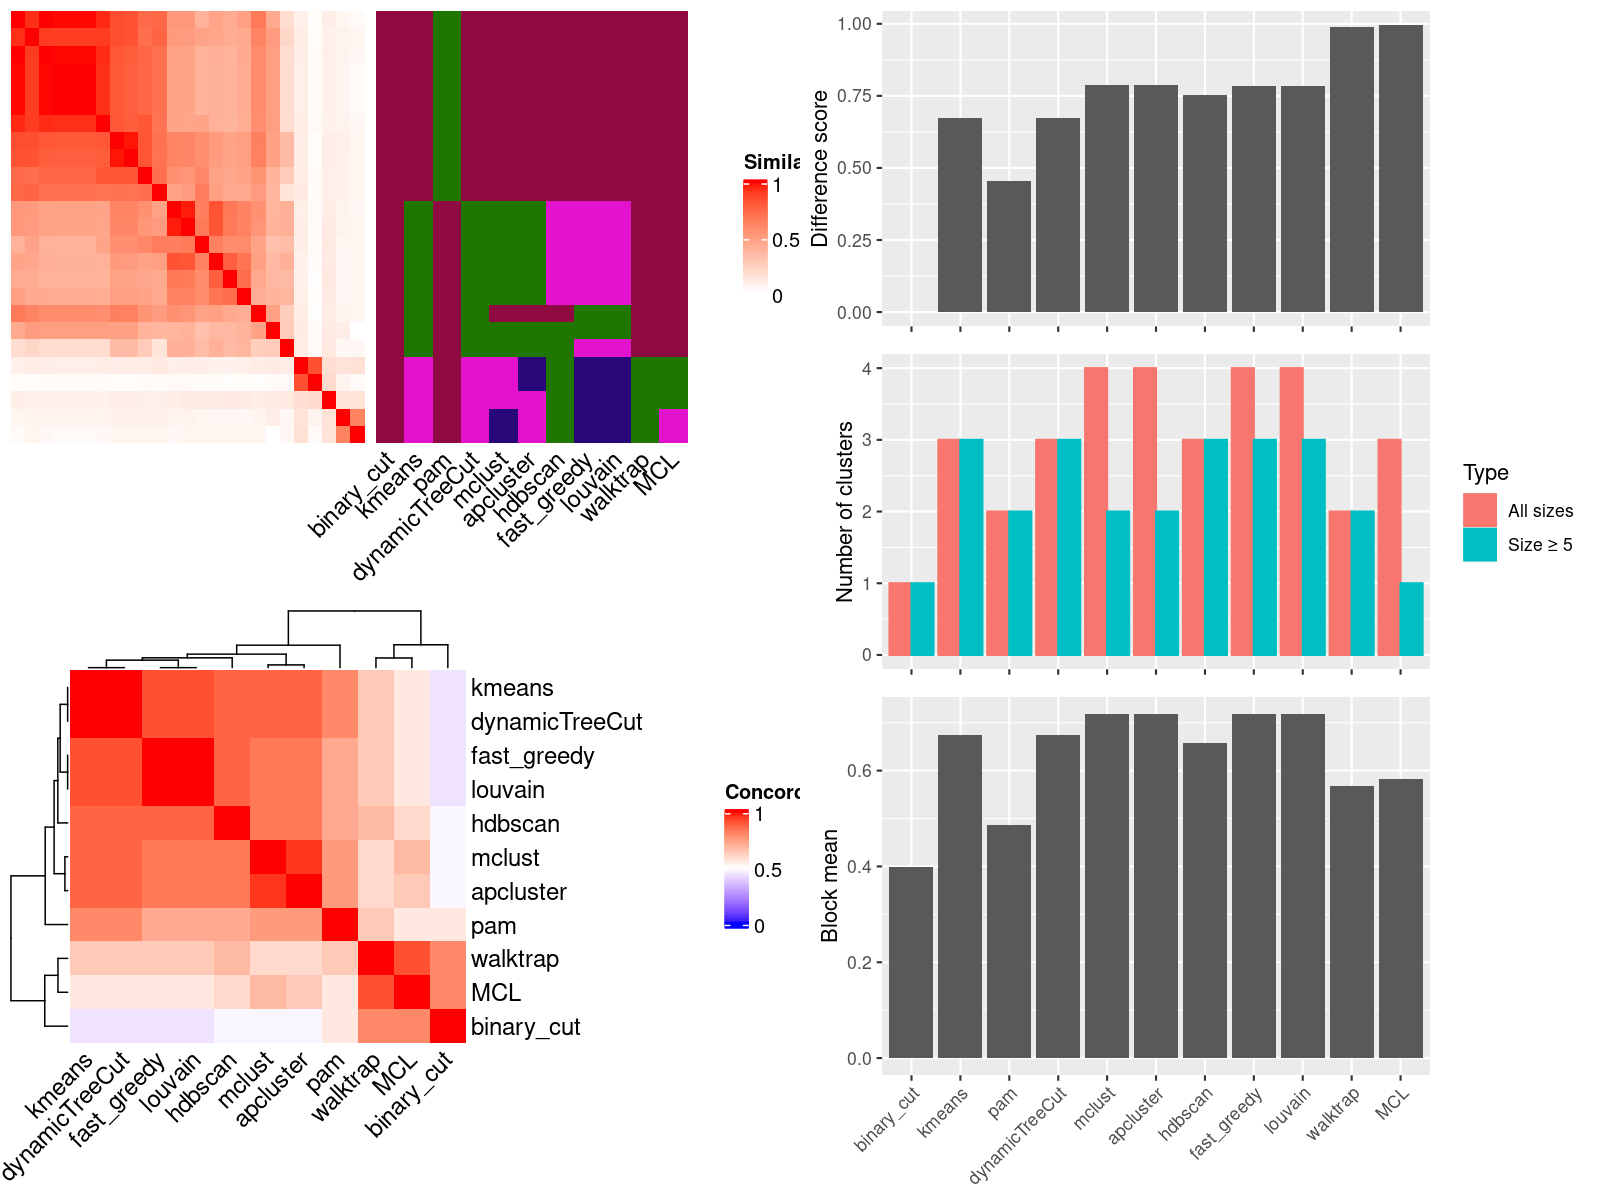 Simila
1
0.5
0
binary_cut
kmeans
pam
dynamicTreeCut
mclust
apcluster
hdbscan
fast_greedy
louvain
walktrap
MCL
kmeans
dynamicTreeCut
fast_greedy
louvain
hdbscan
mclust
apcluster
pam
walktrap
MCL
binary_cut
Concord
1
0.5
0
kmeans
dynamicTreeCut
fast_greedy
louvain
hdbscan
mclust
apcluster
pam
walktrap
MCL
binary_cut
Difference score
1.00
0.75
0.50
0.25
0.00
Number of clusters
4
3
2
1
0
Type
All sizes
Size ≥ 5
Block mean
0.6
0.4
0.2
0.0
binary_cut
kmeans
pam
dynamicTreeCut
mclust
apcluster
hdbscan
fast_greedy
louvain
walktrap
MCL